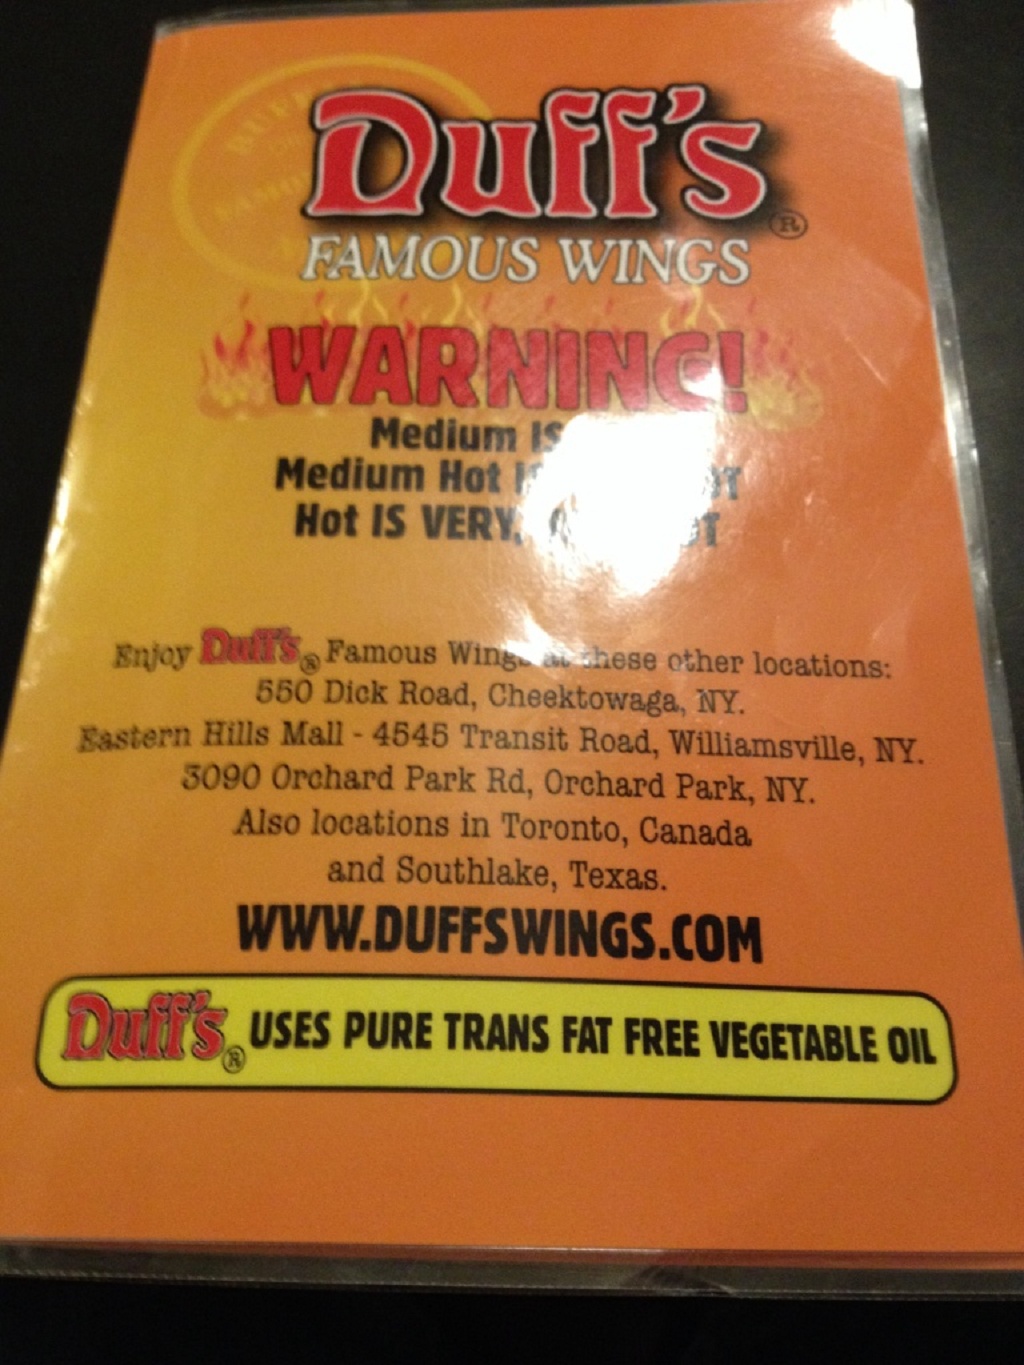 Duff's®
FAMOUS WINGS
WARNING!
Medium IS
Medium Hot
Hot IS VERY,
Enjoy Duff's® Famous Wings at these other locations:
550 Dick Road, Cheektowaga, NY.
Eastern Hills Mall - 4545 Transit Road, Williamsville, NY.
3090 Orchard Park Rd, Orchard Park, NY.
Also locations in Toronto, Canada
and Southlake, Texas.
WWW.DUFFSWINGS.COM
Duff's® USES PURE TRANS FAT FREE VEGETABLE OIL